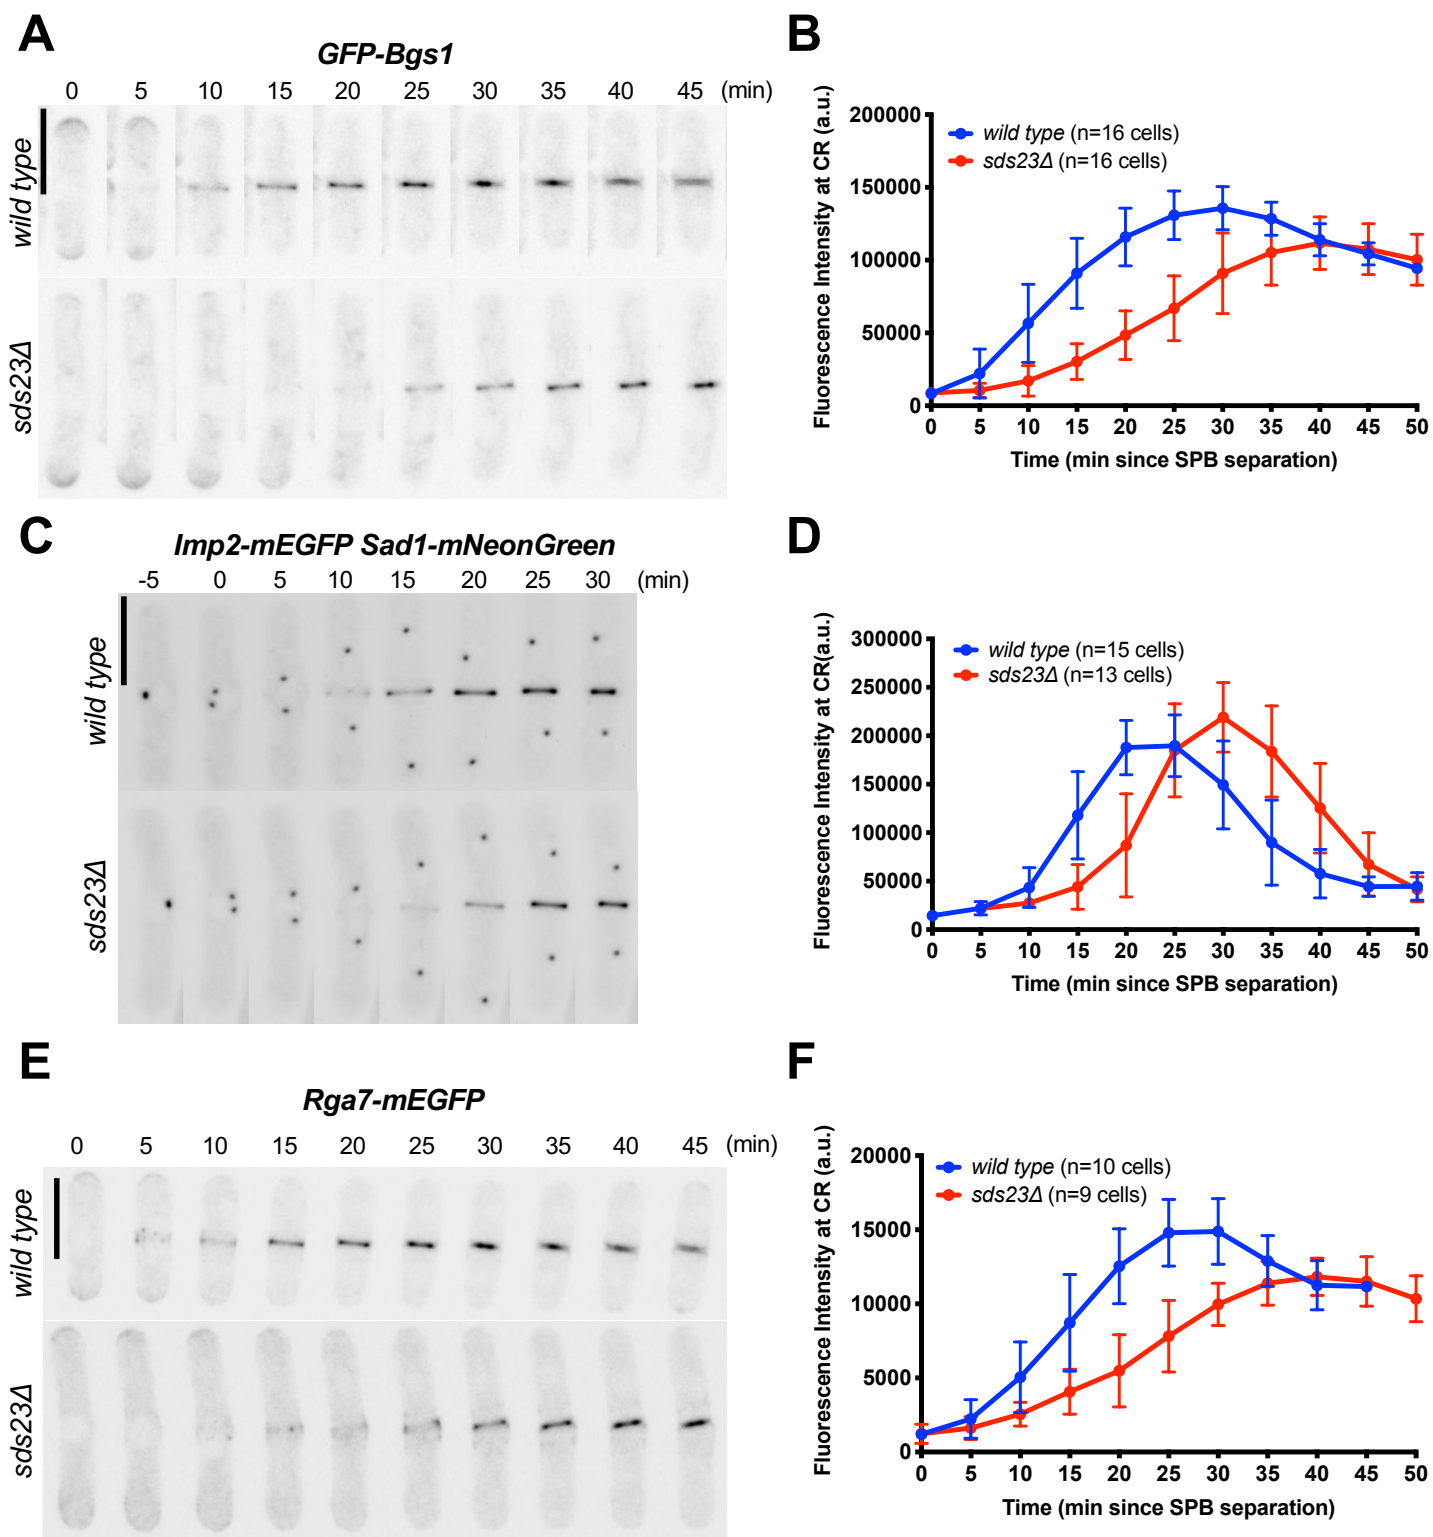 A
GFP-Bgs1
0 5 10 15 20 25 30 35 40 45 (min)
wild type
sds23Δ
B
Fluorescence Intensity at CR (a.u.)
200000
150000
100000
50000
0
wild type (n=16 cells)
sds23Δ (n=16 cells)
0 5 10 15 20 25 30 35 40 45 50
Time (min since SPB separation)
C
Imp2-mEGFP Sad1-mNeonGreen
-5 0 5 10 15 20 25 30 (min)
wild type
sds23Δ
D
Fluorescence Intensity at CR(a.u.)
300000
250000
200000
150000
100000
50000
0
wild type (n=15 cells)
sds23Δ (n=13 cells)
0 5 10 15 20 25 30 35 40 45 50
Time (min since SPB separation)
E
Rga7-mEGFP
0 5 10 15 20 25 30 35 40 45 (min)
wild type
sds23Δ
F
Fluorescence Intensity at CR (a.u.)
20000
15000
10000
5000
0
wild type (n=10 cells)
sds23Δ (n=9 cells)
0 5 10 15 20 25 30 35 40 45 50
Time (min since SPB separation)